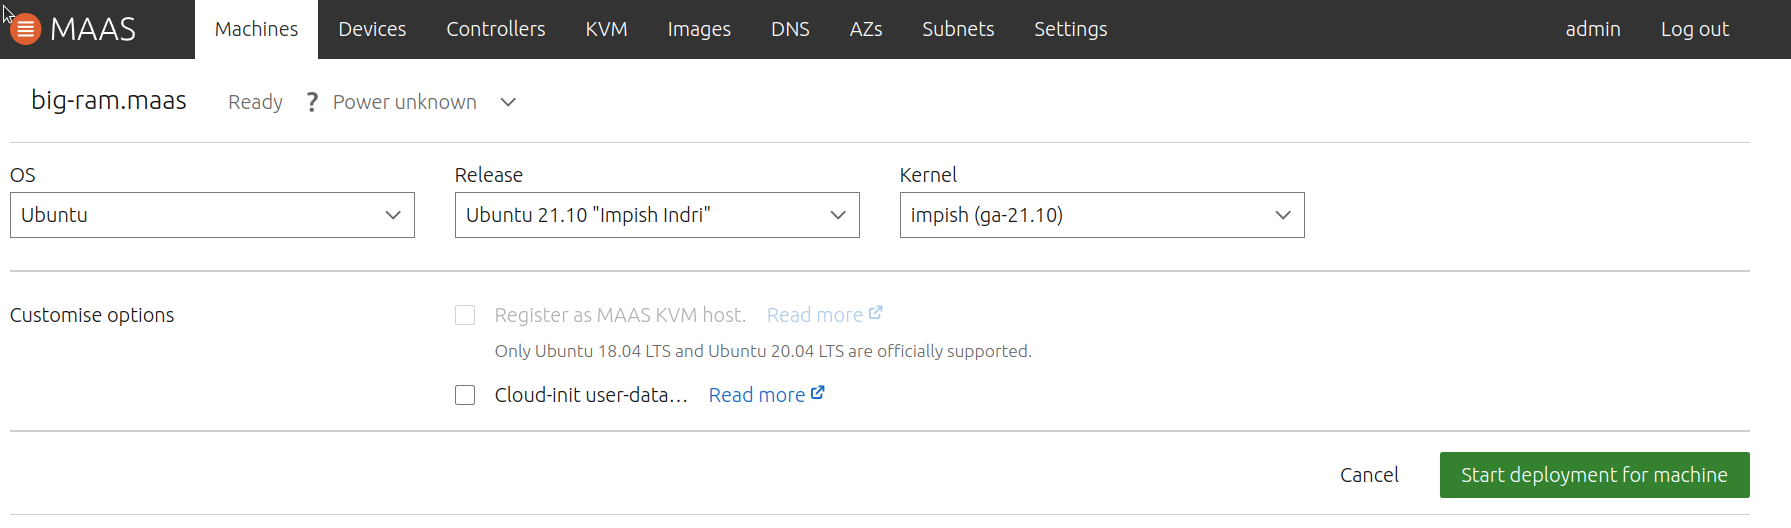 MAAS Machines Devices Controllers KVM Images DNS AZs Subnets Settings admin Log out
big-ram.maas Ready ? Power unknown
OS Release Kernel
Ubuntu Ubuntu 21.10 "Impish Indri" impish (ga-21.10)
Customise options Register as MAAS KVM host. Read more
Only Ubuntu 18.04 LTS and Ubuntu 20.04 LTS are officially supported.
Cloud-init user-data… Read more
Cancel Start deployment for machine